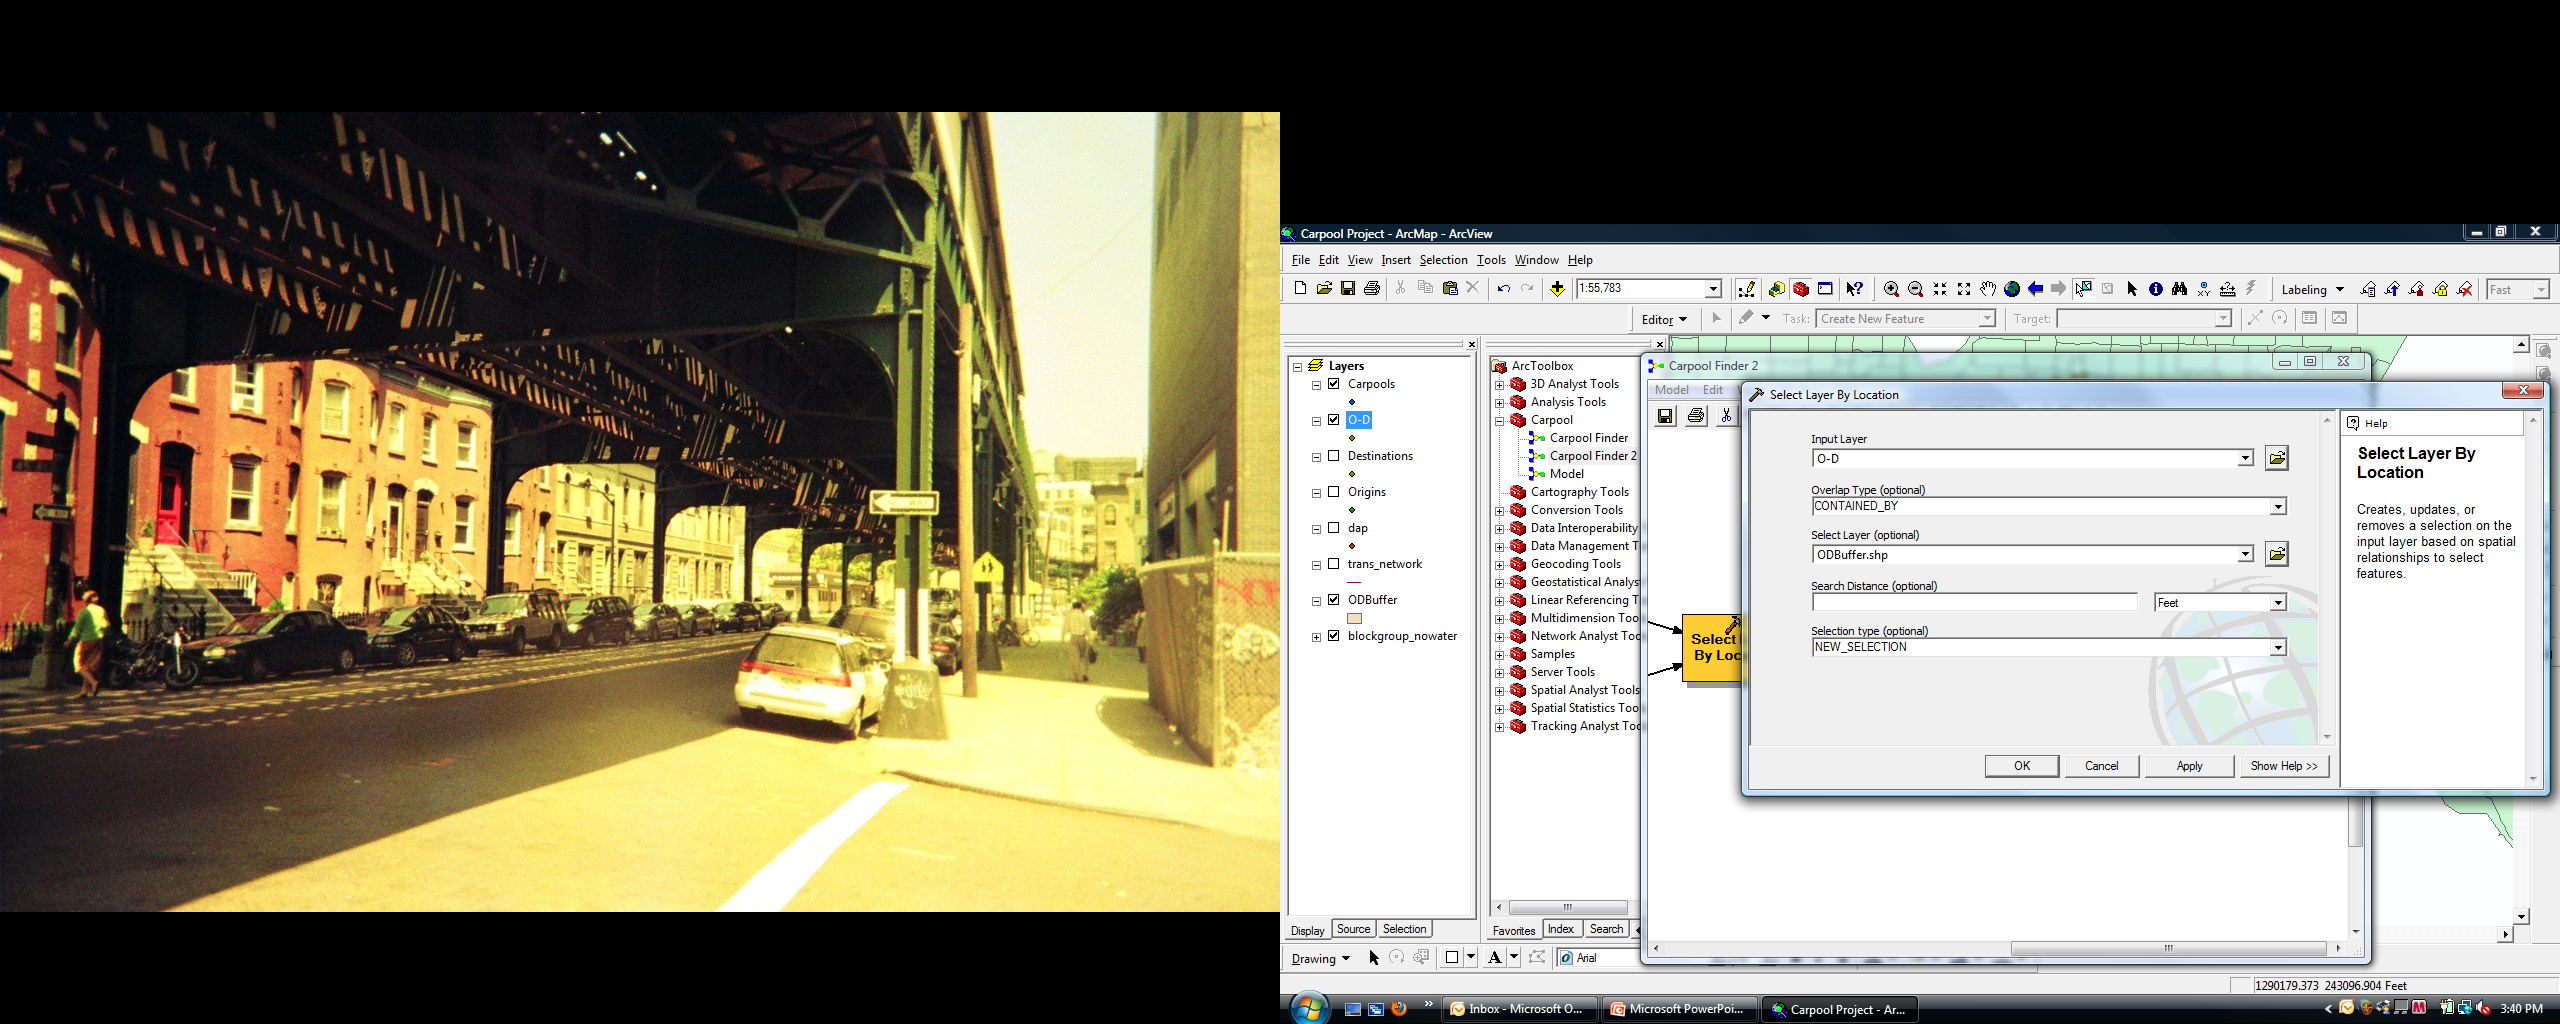 Carpool Project - ArcMap - ArcView
File Edit View Insert Selection Tools Window Help
1:55,783
Labeling
Fast
Editor
Task: Create New Feature
Target:
Layers
Carpools
O-D
Destinations
Origins
dap
trans_network
ODBuffer
blockgroup_nowater
Display Source Selection
ArcToolbox
3D Analyst Tools
Analysis Tools
Carpool
Carpool Finder
Carpool Finder 2
Model
Cartography Tools
Conversion Tools
Data Interoperability
Data Management T
Geocoding Tools
Geostatistical Analys
Linear Referencing T
Multidimension Too
Network Analyst Too
Samples
Server Tools
Spatial Analyst Tools
Spatial Statistics Too
Tracking Analyst Too
Favorites Index Search
Carpool Finder 2
Model Edit
Select
By Loc
Select Layer By Location
Input Layer
O-D
Overlap Type (optional)
CONTAINED_BY
Select Layer (optional)
ODBuffer.shp
Search Distance (optional)
Feet
Selection type (optional)
NEW_SELECTION
OK Cancel Apply Show Help >>
Help
Select Layer By
Location
Creates, updates, or
removes a selection on the
input layer based on spatial
relationships to select
features.
Drawing
A
Arial
1290179.373 243096.904 Feet
Inbox - Microsoft O...
Microsoft PowerPoi...
Carpool Project - Ar...
3:40 PM